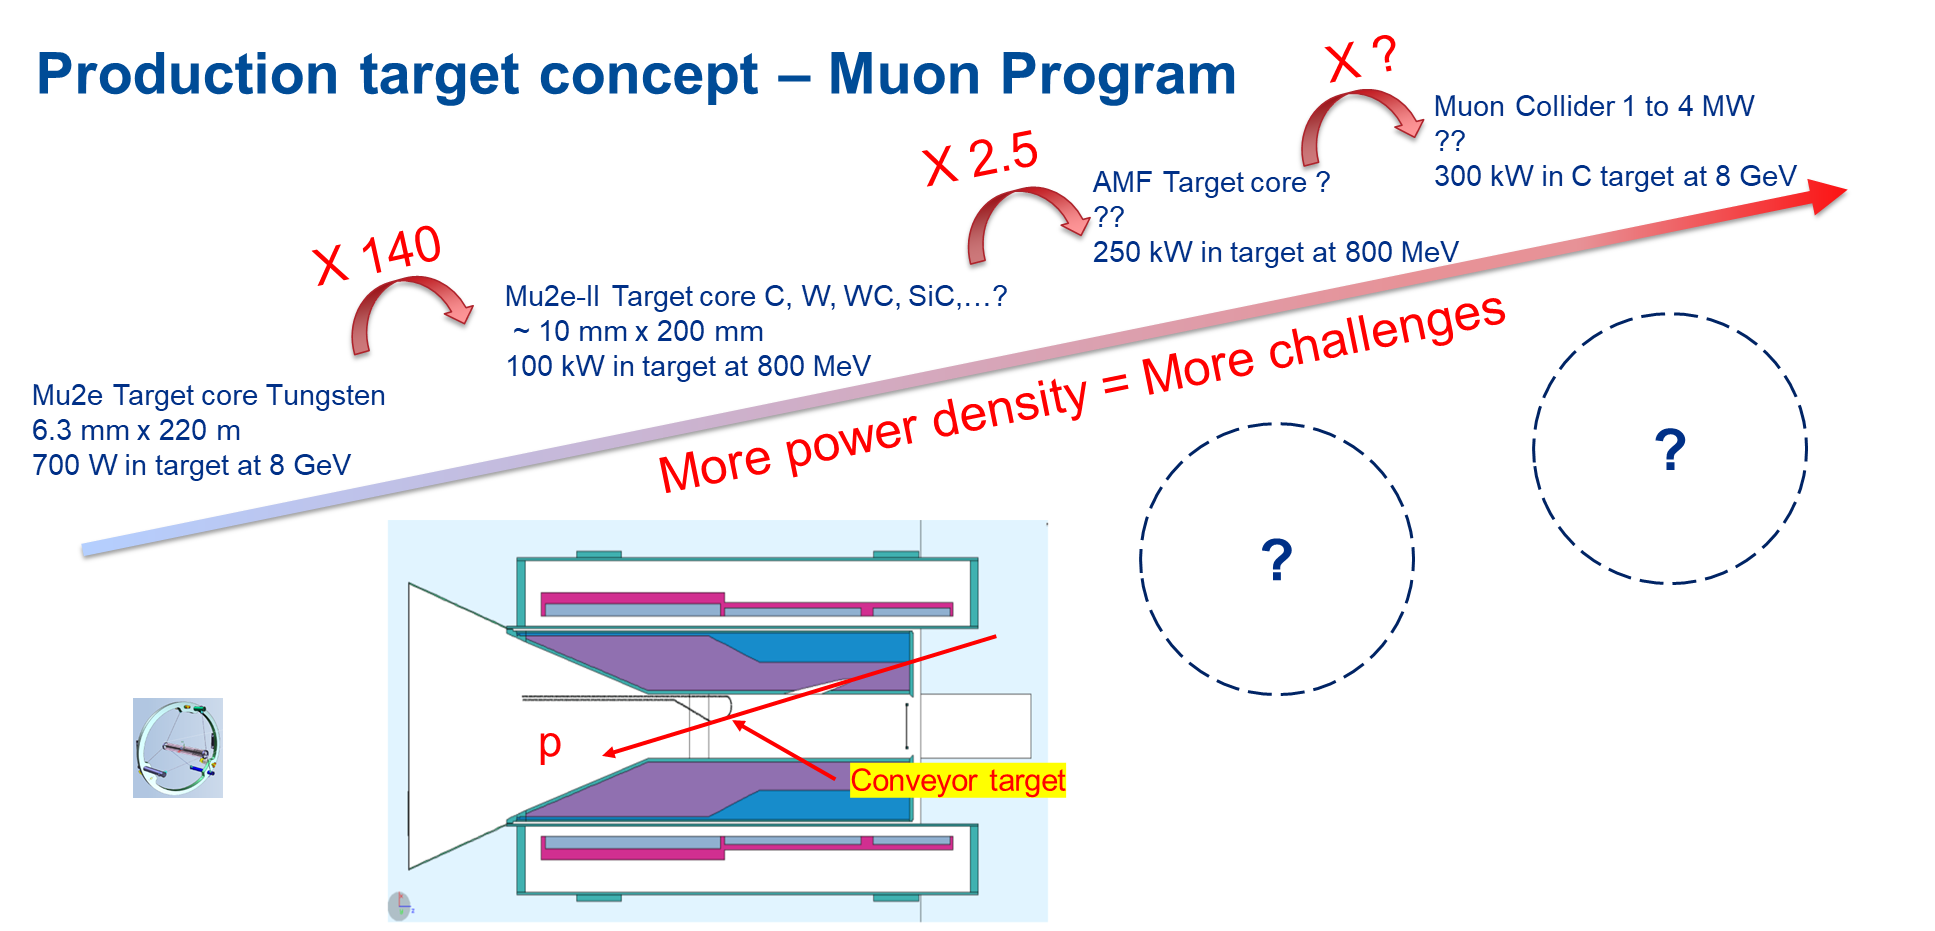 Production target concept – Muon Program
X ?
Muon Collider 1 to 4 MW
??
300 kW in C target at 8 GeV
X 2.5
AMF Target core ?
??
250 kW in target at 800 MeV
X 140
Mu2e-II Target core C, W, WC, SiC,…?
~ 10 mm x 200 mm
100 kW in target at 800 MeV
Mu2e Target core Tungsten
6.3 mm x 220 m
700 W in target at 8 GeV
More power density = More challenges
?
?
p
Conveyor target